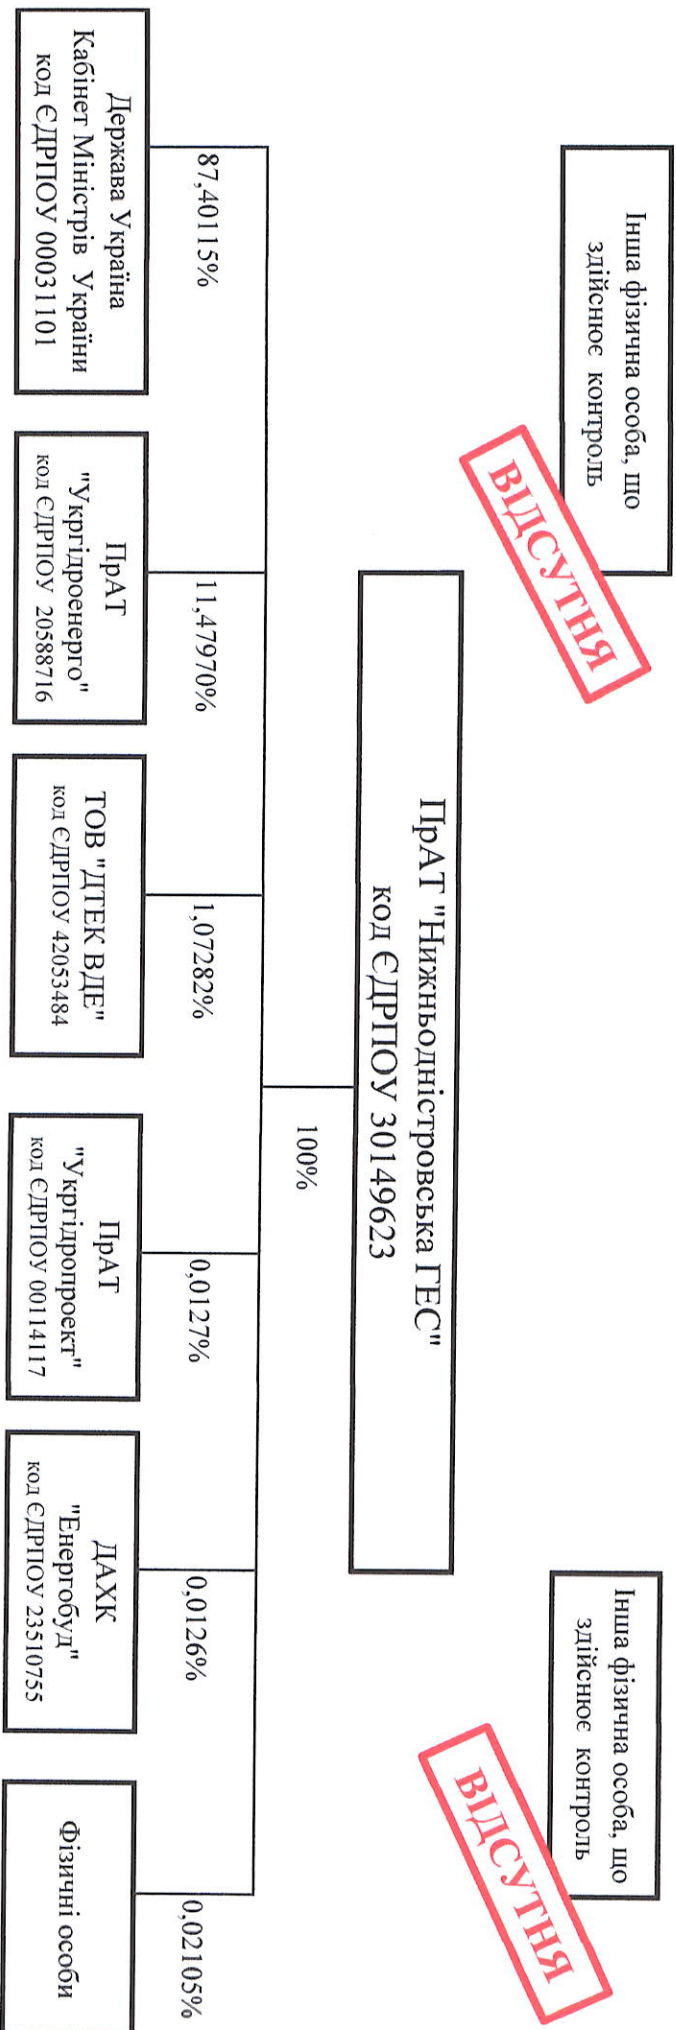 Інша фізична особа, що
здійснює контроль
ВІДСУТНЯ
Інша фізична особа, що
здійснює контроль
ВІДСУТНЯ
ПрАТ "Нижньодністровська ГЕС"
код ЄДРПОУ 30149623
100%
87,40115%
11,47970%
1,07282%
0,0127%
0,0126%
0,02105%
Держава Україна
Кабінет Міністрів України
код ЄДРПОУ 00031101
ПрАТ
"Укргідроенерго"
код ЄДРПОУ 20588716
ТОВ "ДТЕК ВДЕ"
код ЄДРПОУ 42053484
ПрАТ
"Укргідропроект"
код ЄДРПОУ 00114117
ДАХК
"Енергобуд"
код ЄДРПОУ 23510755
Фізичні особи